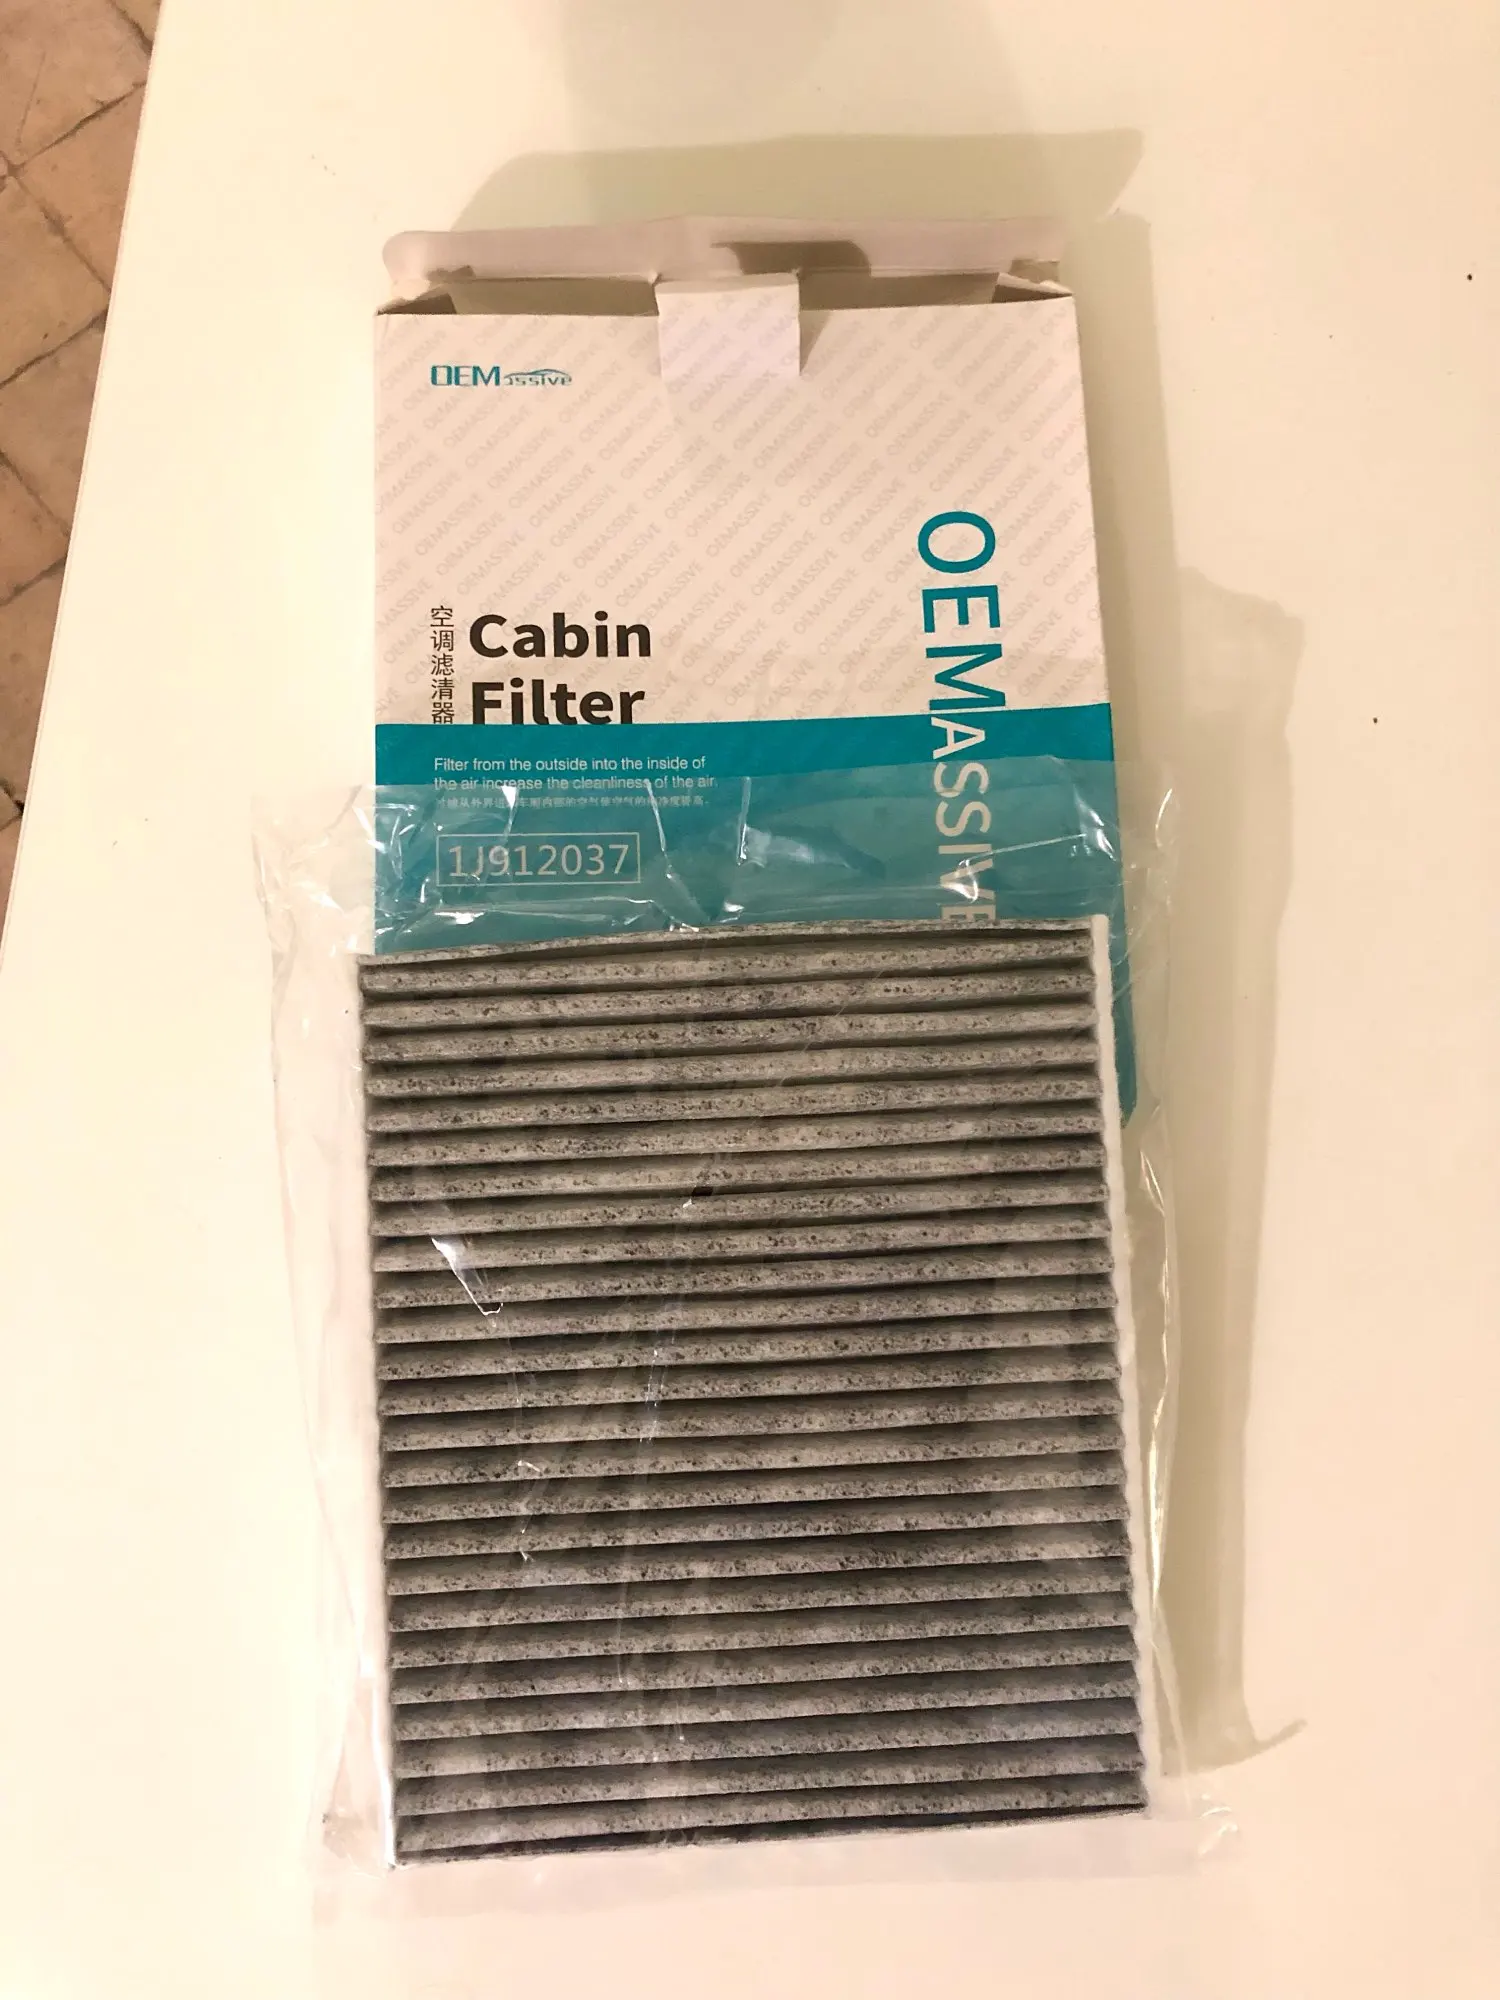 OEMassive
OEMASSIVE
空调滤清器
Cabin
Filter
Filter from the outside into the inside of
the air increase the cleanliness of the air.
1J912037